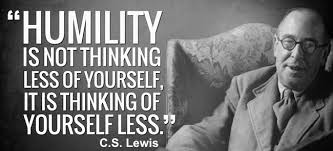 “HUMILITY
IS NOT THINKING
LESS OF YOURSELF,
IT IS THINKING OF
YOURSELF LESS.”
C.S. Lewis